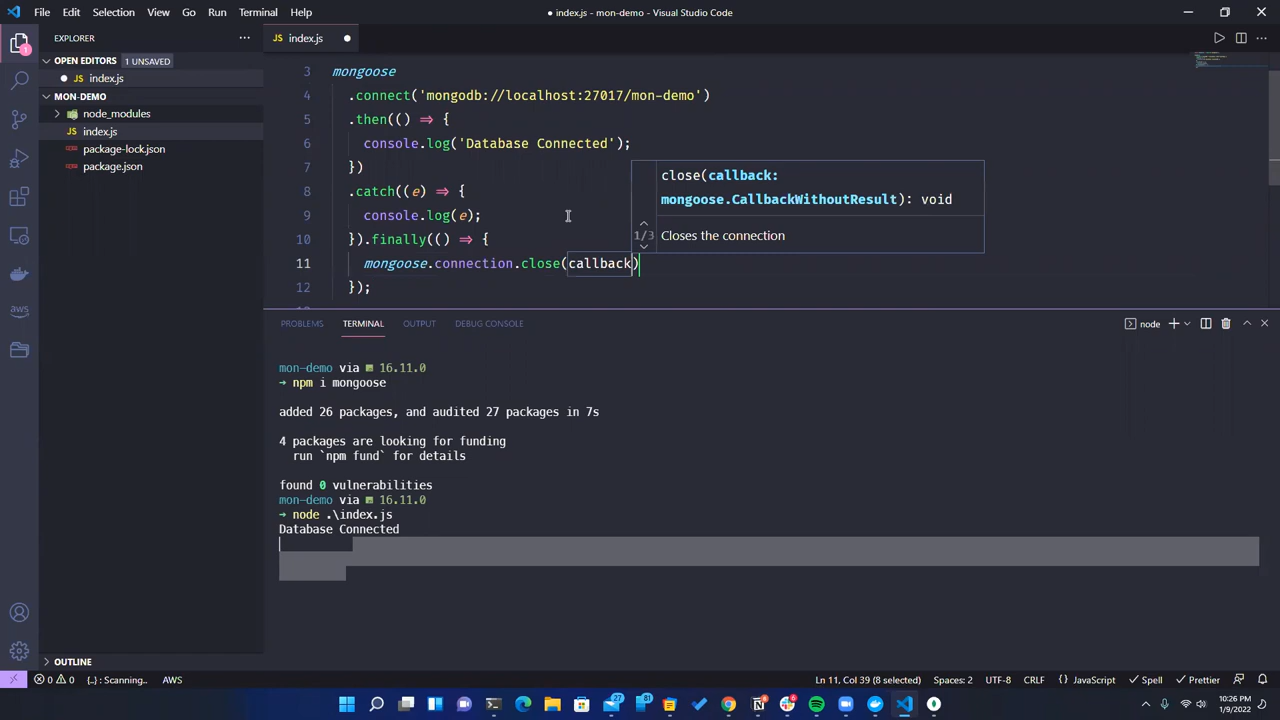 File Edit Selection View Go Run Terminal Help
● index.js - mon-demo - Visual Studio Code
EXPLORER
index.js
OPEN EDITORS 1 UNSAVED
index.js
MON-DEMO
node_modules
index.js
package-lock.json
package.json
OUTLINE
aws
1
3 mongoose
4 .connect('mongodb://localhost:27017/mon-demo')
5 .then(() => {
6 console.log('Database Connected');
7 })
8 .catch((e) => {
9 console.log(e);
10 }).finally(() => {
11 mongoose.connection.close(callback)
12 });
close(callback:
mongoose.CallbackWithoutResult): void
1/3 Closes the connection
PROBLEMS TERMINAL OUTPUT DEBUG CONSOLE
node
mon-demo via 16.11.0
➜ npm i mongoose
added 26 packages, and audited 27 packages in 7s
4 packages are looking for funding
run `npm fund` for details
found 0 vulnerabilities
mon-demo via 16.11.0
➜ node .\index.js
Database Connected
0 0 {..} : Scanning.. AWS
Ln 11, Col 39 (8 selected) Spaces: 2 UTF-8 CRLF JavaScript Spell Prettier
27 81 6
10:26 PM
1/9/2022